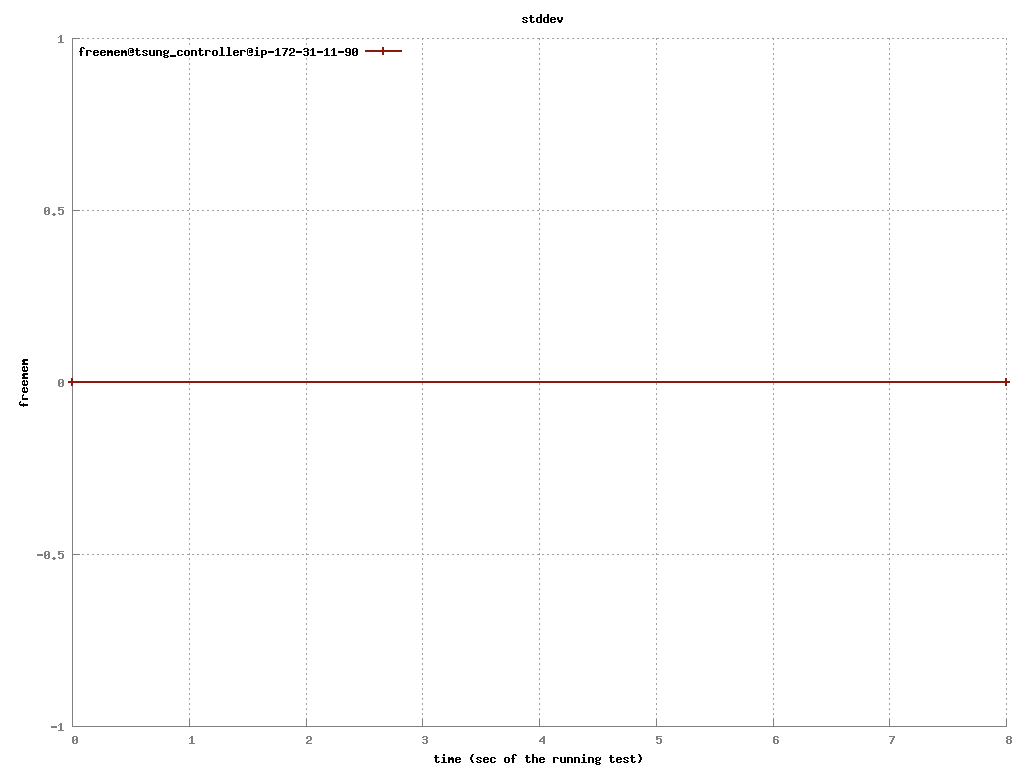 stddev
1
freemem@tsung_controller@ip-172-31-11-90
0.5
freemem
0
-0.5
-1
0 1 2 3 4 5 6 7 8
time (sec of the running test)